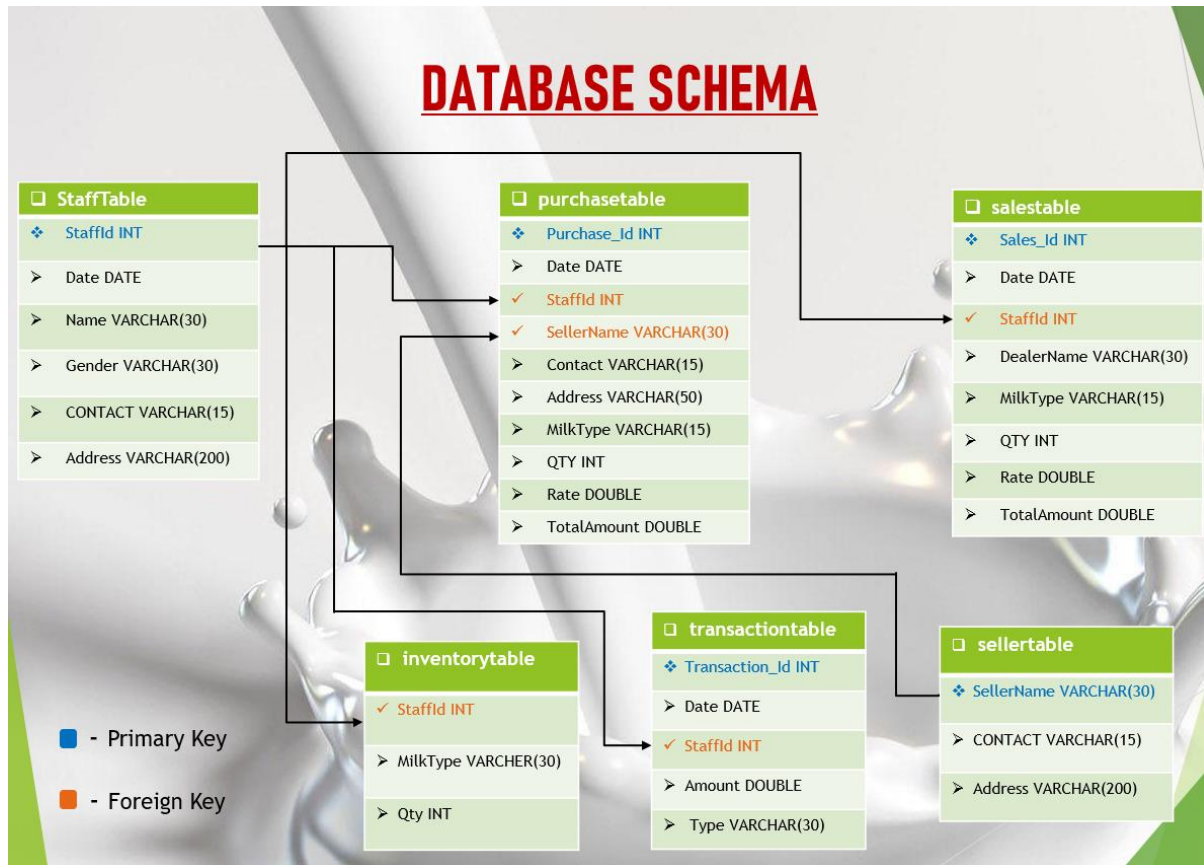 DATABASE SCHEMA
StaffTable
StaffId INT
Date DATE
Name VARCHAR(30)
Gender VARCHAR(30)
CONTACT VARCHAR(15)
Address VARCHAR(200)
purchasetable
Purchase_Id INT
Date DATE
StaffId INT
SellerName VARCHAR(30)
Contact VARCHAR(15)
Address VARCHAR(50)
MilkType VARCHAR(15)
QTY INT
Rate DOUBLE
TotalAmount DOUBLE
salestable
Sales_Id INT
Date DATE
StaffId INT
DealerName VARCHAR(30)
MilkType VARCHAR(15)
QTY INT
Rate DOUBLE
TotalAmount DOUBLE
inventorytable
StaffId INT
MilkType VARCHER(30)
Qty INT
transactiontable
Transaction_Id INT
Date DATE
StaffId INT
Amount DOUBLE
Type VARCHAR(30)
sellertable
SellerName VARCHAR(30)
CONTACT VARCHAR(15)
Address VARCHAR(200)
- Primary Key
- Foreign Key